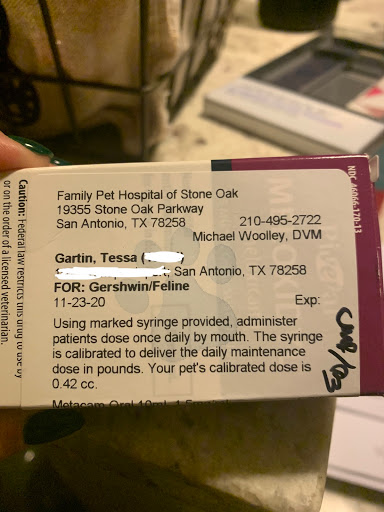 Family Pet Hospital of Stone Oak
19355 Stone Oak Parkway
San Antonio, TX 78258 210-495-2722
Michael Woolley, DVM
Gartin, Tessa (
San Antonio, TX 78258
FOR: Gershwin/Feline
11-23-20 Exp:
Using marked syringe provided, administer
patients dose once daily by mouth. The syringe
is calibrated to deliver the daily maintenance
dose in pounds. Your pet's calibrated dose is
0.42 cc.
Metacam Oral 10ml
Caution: Federal law restricts this drug to use by
or on the order of a licensed veterinarian.